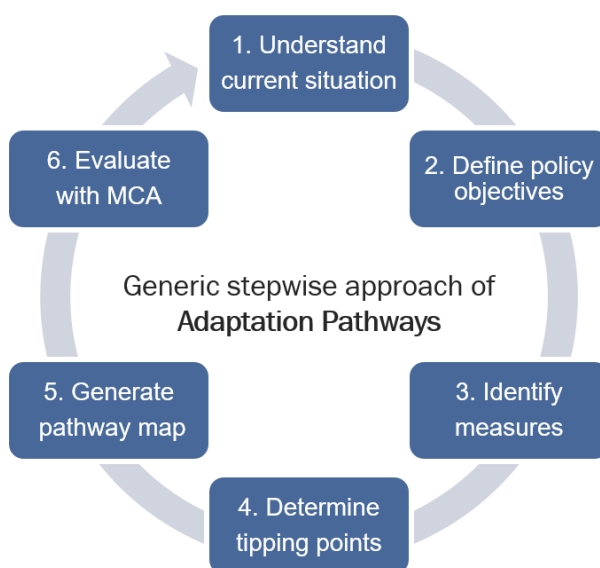 1. Understand
current situation
2. Define policy
objectives
3. Identify
measures
4. Determine
tipping points
5. Generate
pathway map
6. Evaluate
with MCA
Generic stepwise approach of
Adaptation Pathways